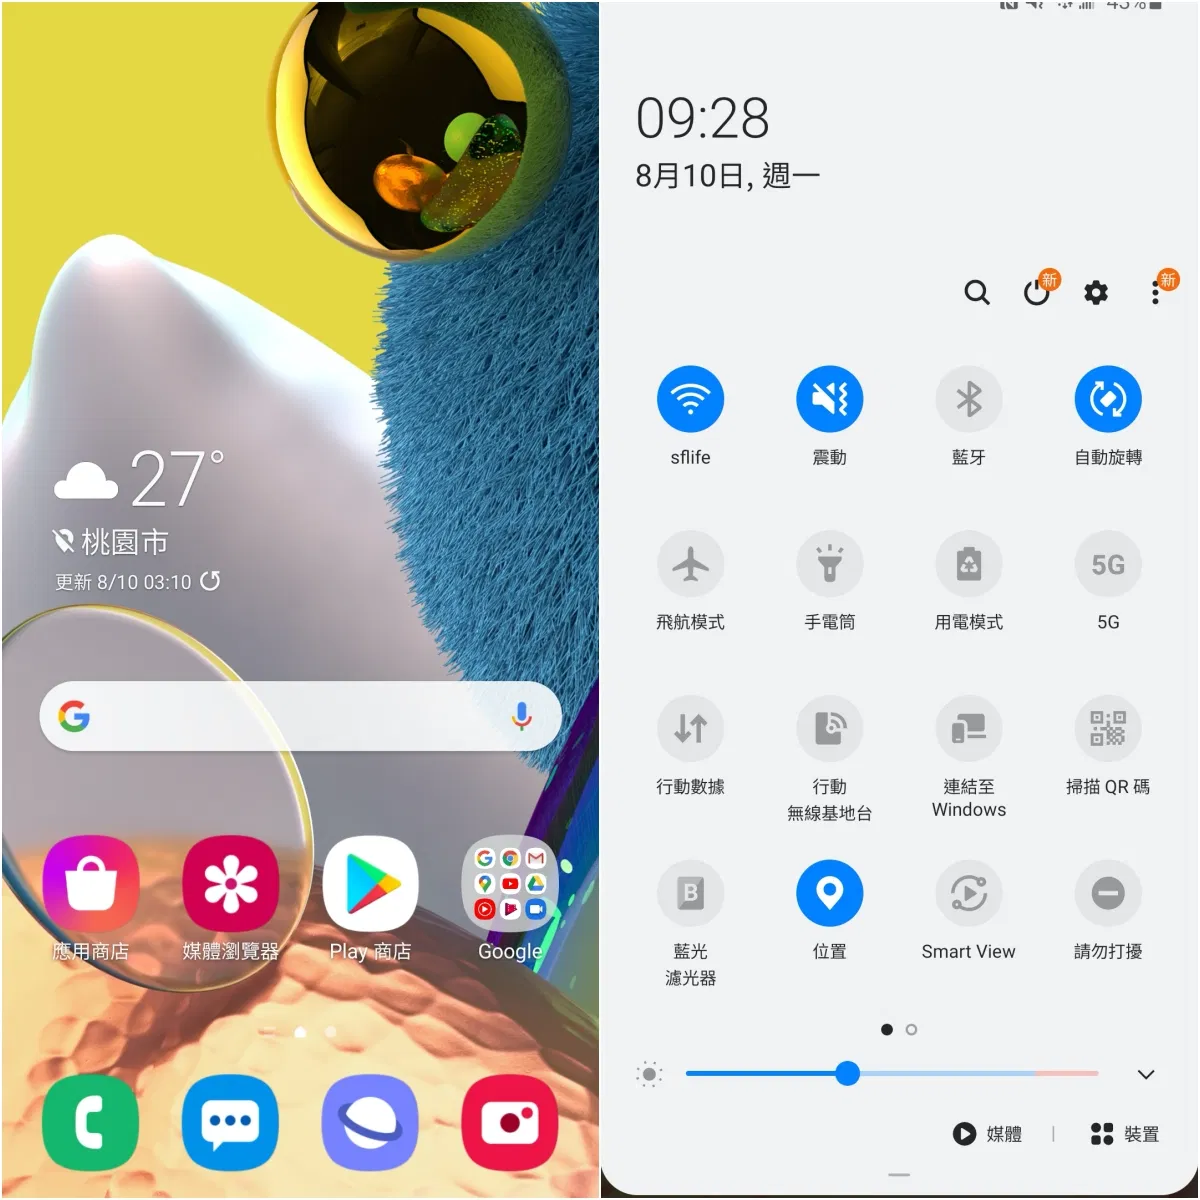 27°
桃園市
更新 8/10 03:10
應用商店
媒體瀏覽器
Play 商店
Google
09:28
8月10日, 週一
新
新
sflife
震動
藍牙
自動旋轉
5G
飛航模式
手電筒
用電模式
5G
行動數據
行動
無線基地台
連結至
Windows
掃描 QR 碼
B
藍光
濾光器
位置
Smart View
請勿打擾
媒體
裝置